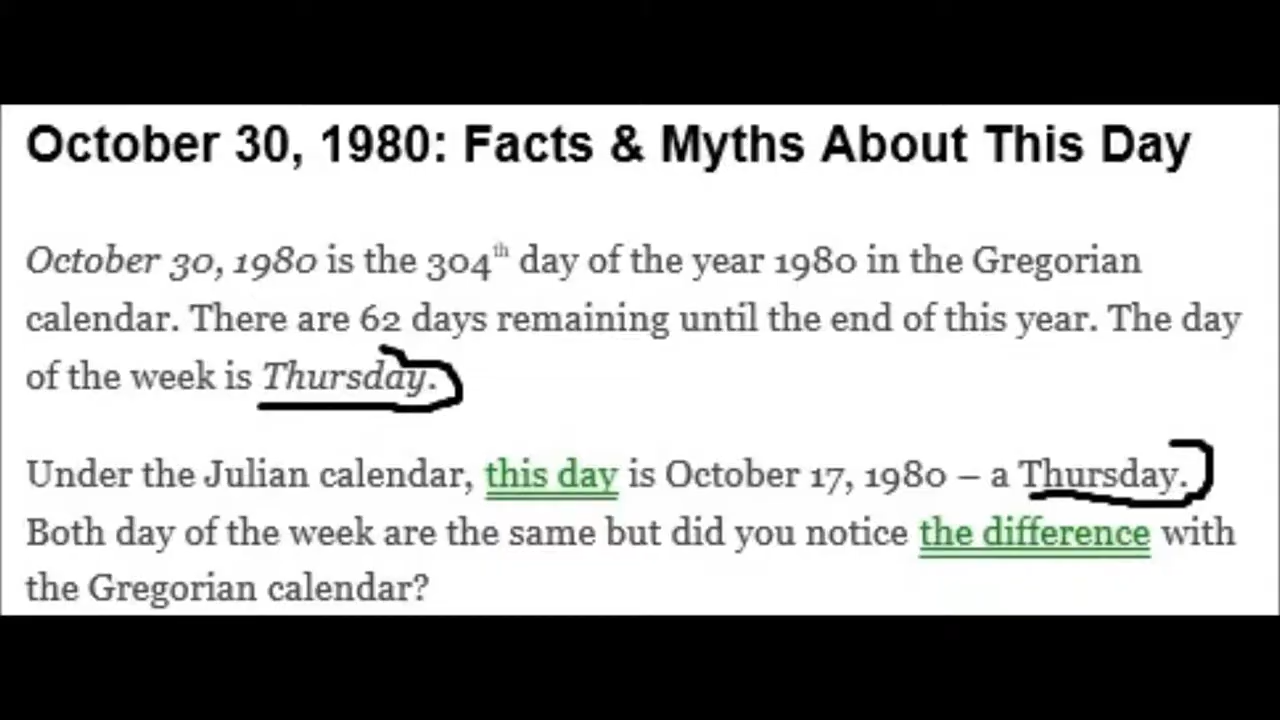 October 30, 1980: Facts & Myths About This Day
October 30, 1980 is the 304th day of the year 1980 in the Gregorian
calendar. There are 62 days remaining until the end of this year. The day
of the week is Thursday.
Under the Julian calendar, this day is October 17, 1980 – a Thursday.
Both day of the week are the same but did you notice the difference with
the Gregorian calendar?